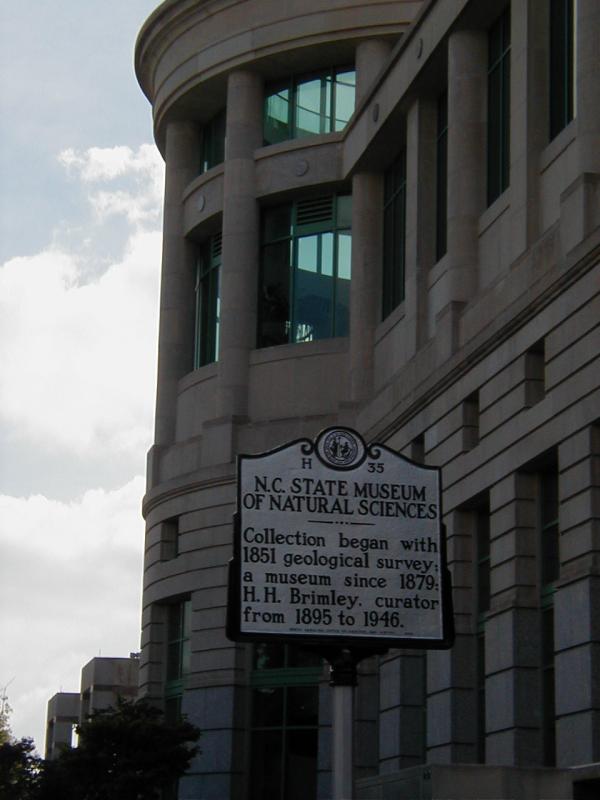 H 35
N.C. STATE MUSEUM
OF NATURAL SCIENCES
Collection began with
1851 geological survey;
a museum since 1879;
H.H. Brimley, curator
from 1895 to 1946.